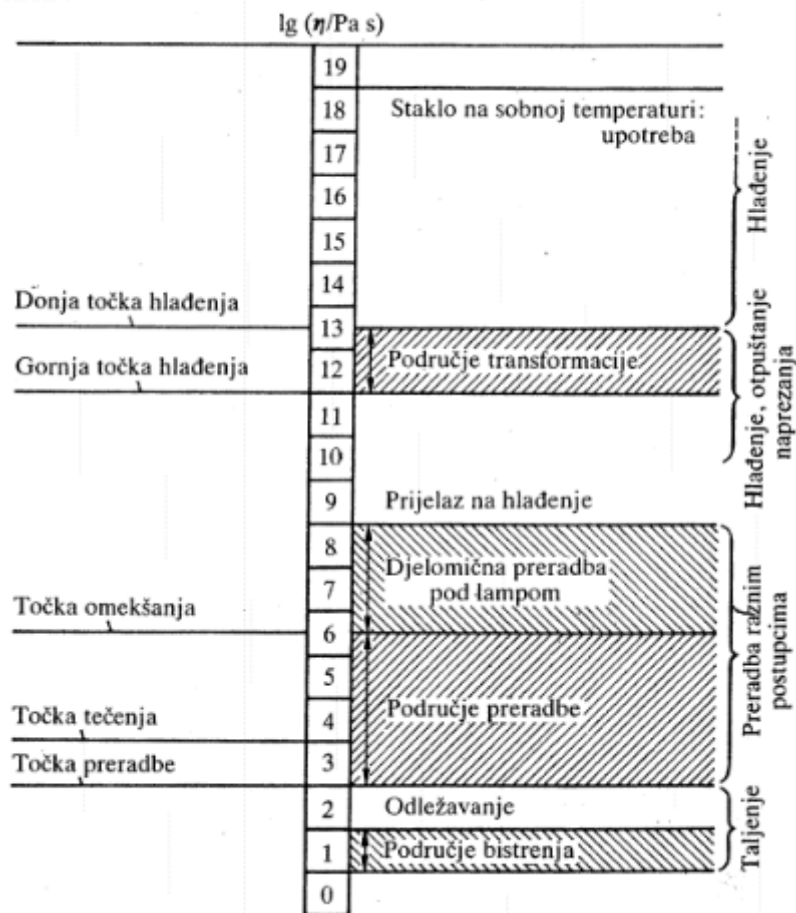 lg (η/Pa s)
19
18
Staklo na sobnoj temperaturi:
upotreba
17
16
15
14
Hlađenje
Donja točka hlađenja
13
Gornja točka hlađenja
12
Područje transformacije
11
10
Hlađenje, otpuštanje
naprezanja
9
Prijelaz na hlađenje
8
7
Djelomična preradba
pod lampom
Točka omekšanja
6
5
Točka tečenja
4
Područje preradbe
Točka preradbe
3
Preradba raznim
postupcima
2
Odležavanje
1
Područje bistrenja
Taljenje
0